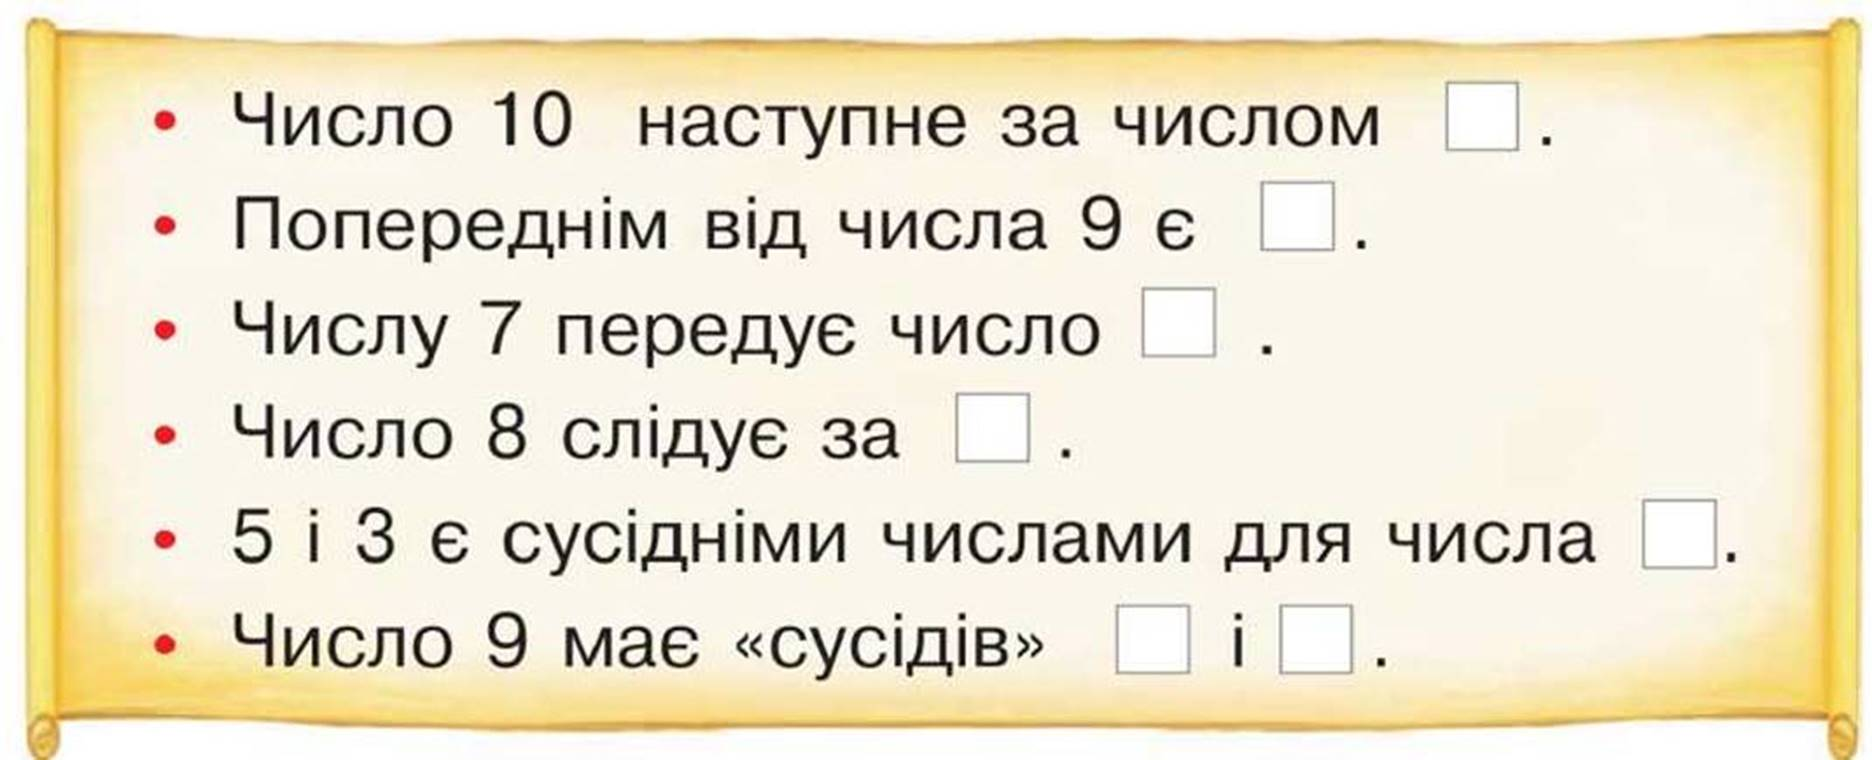 • Число 10 наступне за числом □.
• Попереднім від числа 9 є □.
• Числу 7 передує число □ .
• Число 8 слідує за □ .
• 5 і 3 є сусідніми числами для числа □.
• Число 9 має «сусідів» □ і □ .